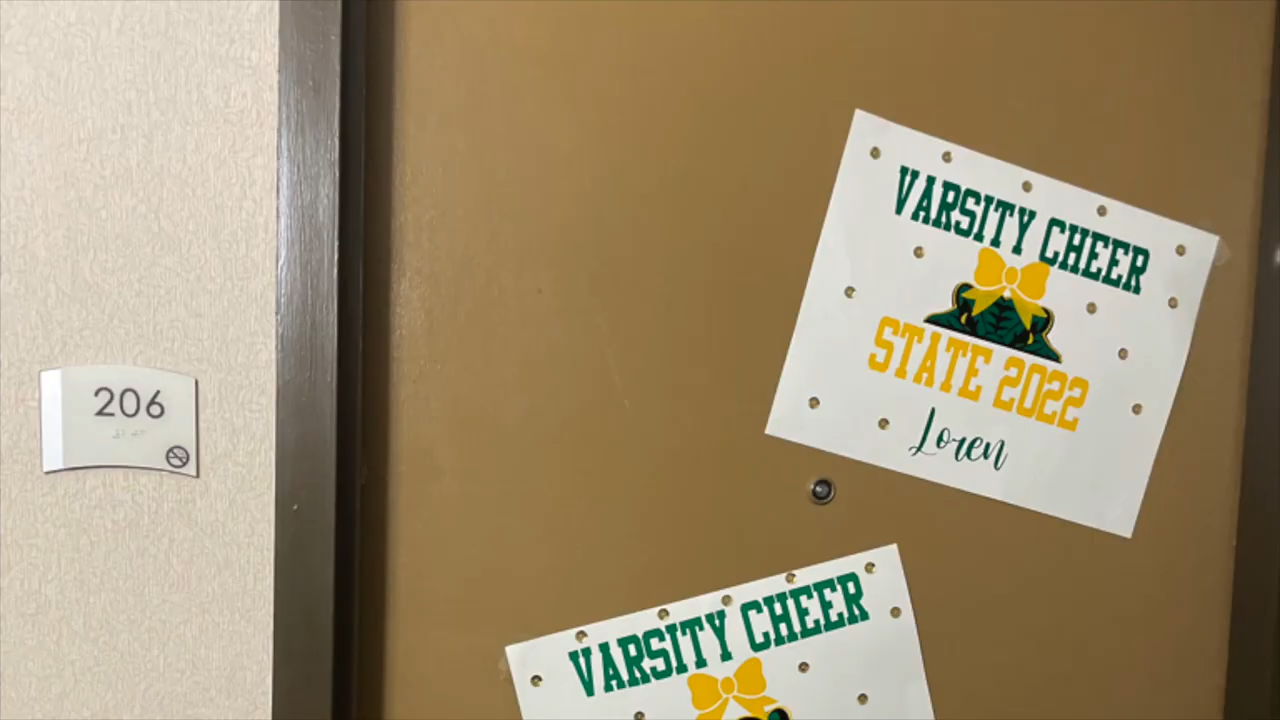 206
VARSITY CHEER
STATE 2022
Loren
VARSITY CHEER